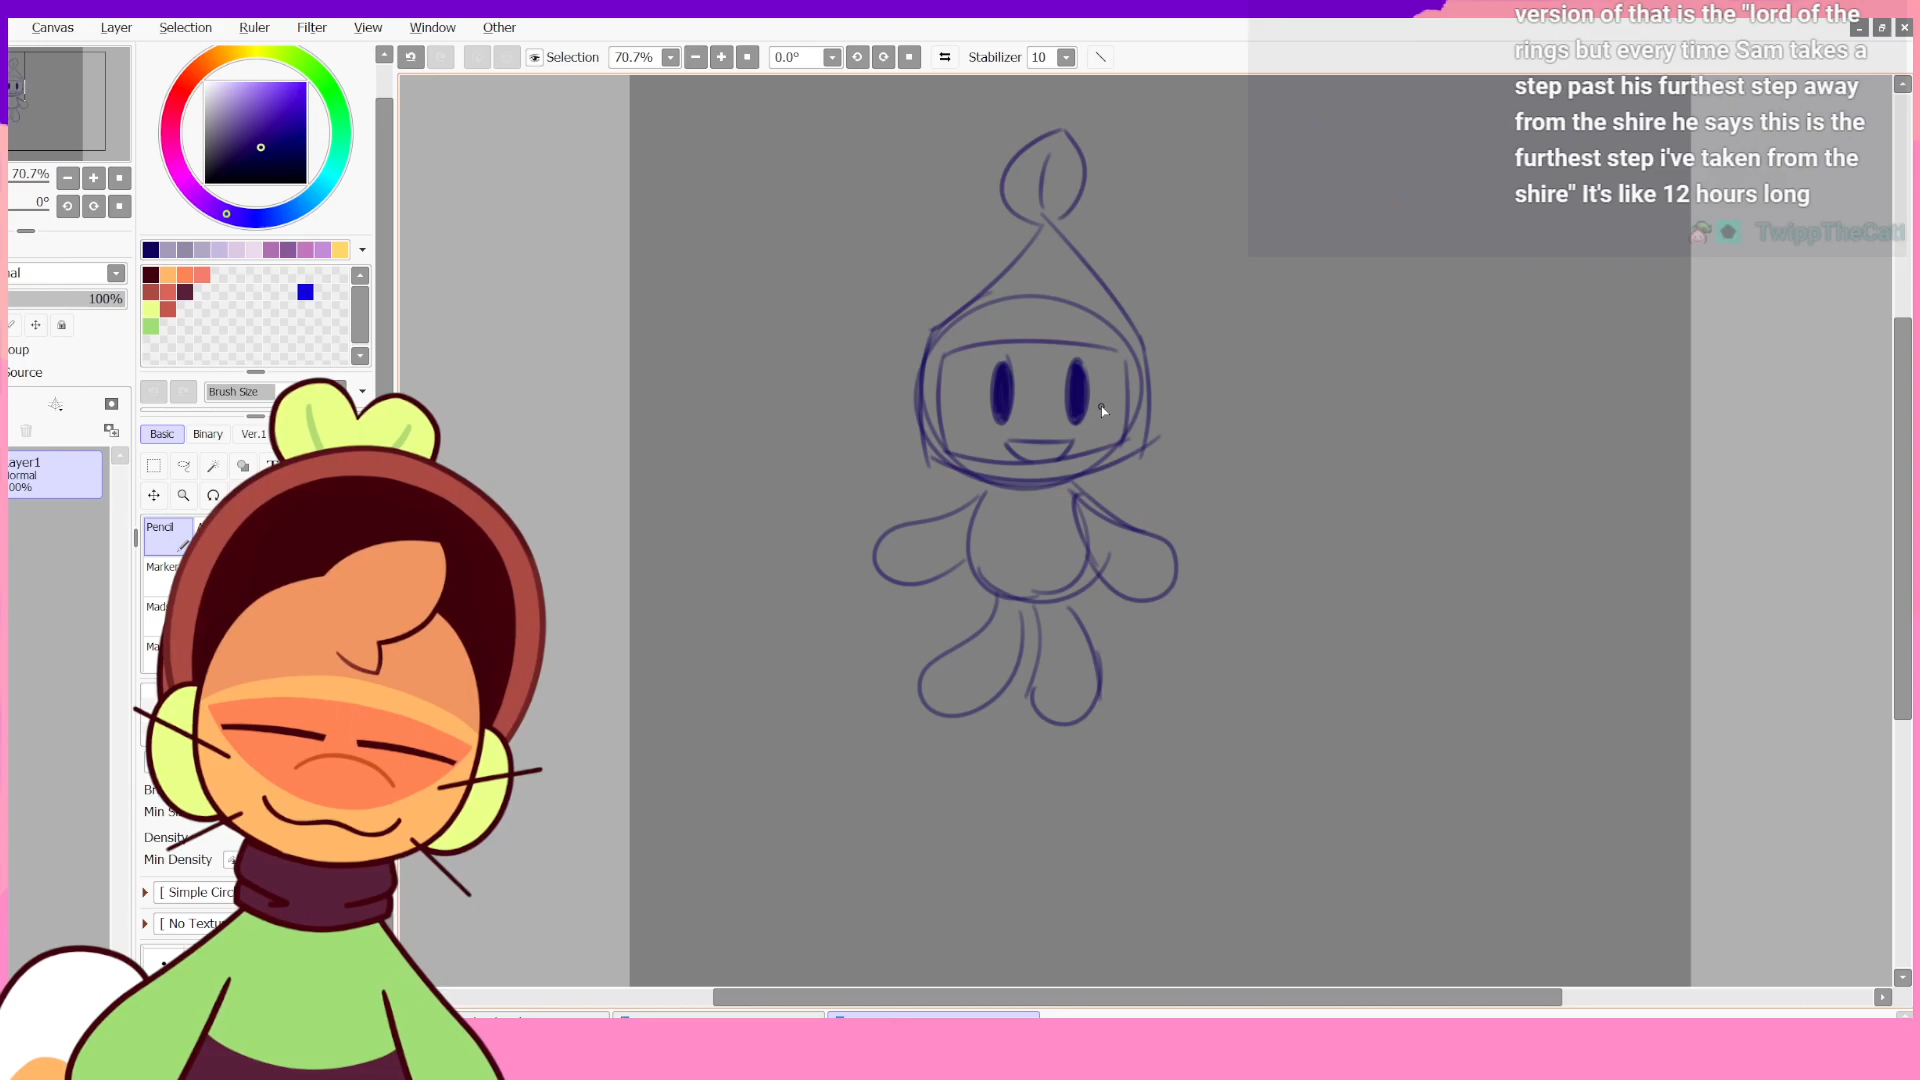 version of that is the "lord of the
rings but every time Sam takes a
step past his furthest step away
from the shire he says this is the
furthest step i've taken from the
shire" It's like 12 hours long
TwippTheCat
Canvas Layer Selection Ruler Filter View Window Other
Selection 70.7% 0.0° Stabilizer 10
70.7%
0°
100%
Brush Size
Basic Binary Ver.1
Pencil
Marker
Min
Density
Min Density
[ Simple Circ
[ No Textu
oup
Source
ayer1
ormal
00%